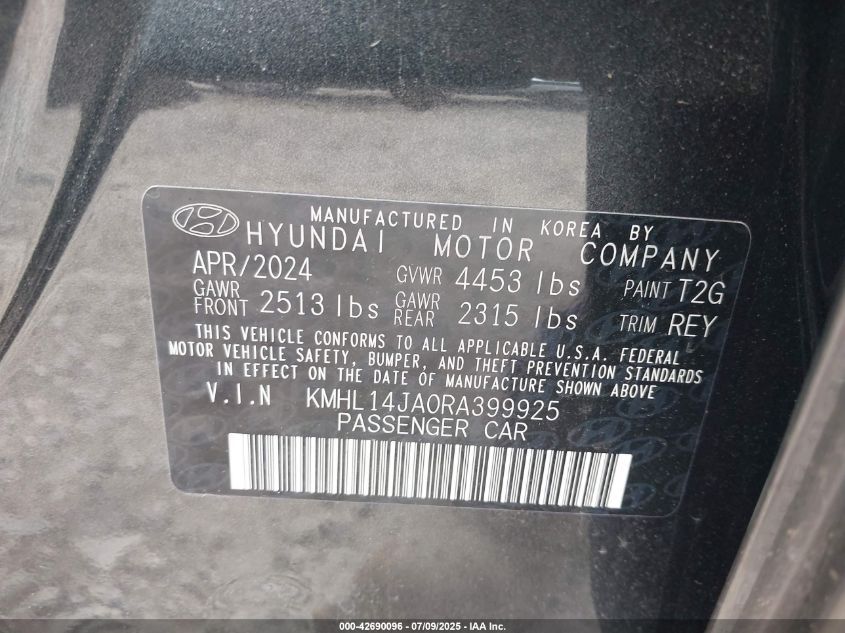 MANUFACTURED IN KOREA BY
HYUNDAI MOTOR COMPANY
APR/2024 GVWR 4453 lbs PAINT T2G
GAWR FRONT 2513 lbs GAWR REAR 2315 lbs TRIM REY
THIS VEHICLE CONFORMS TO ALL APPLICABLE U.S.A. FEDERAL
MOTOR VEHICLE SAFETY, BUMPER, AND THEFT PREVENTION STANDARDS
IN EFFECT ON THE DATE OF MANUFACTURE SHOWN ABOVE
V.I.N KMHL14JA0RA399925
PASSENGER CAR
000-42690096 - 07/09/2025 - IAA Inc.